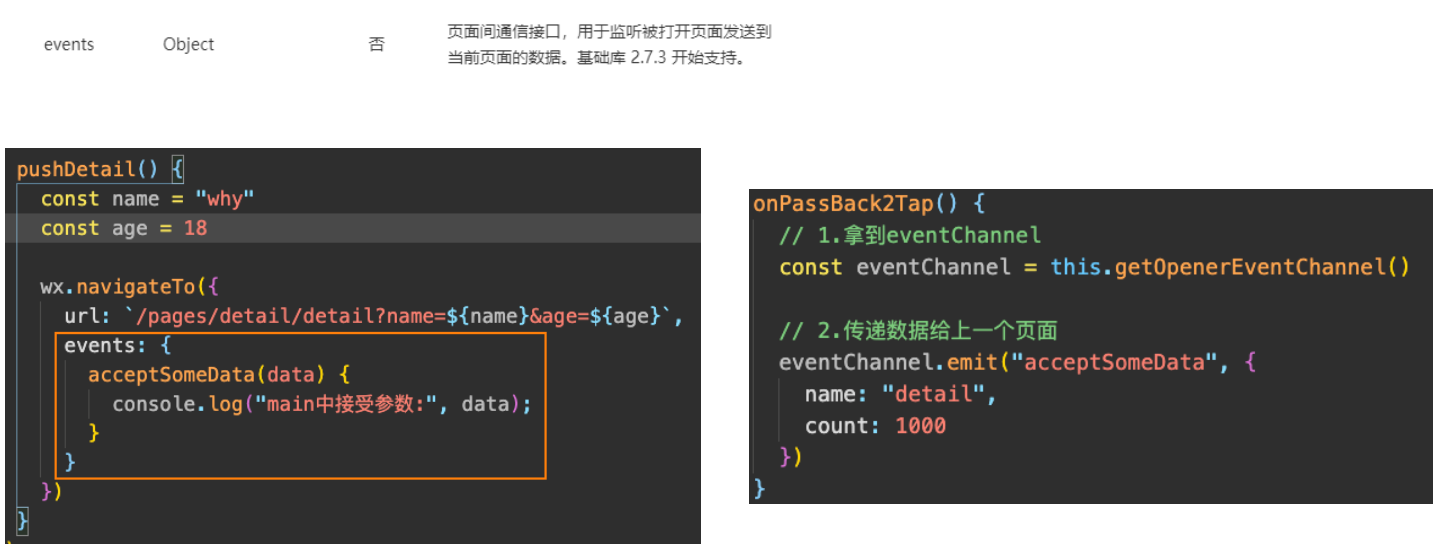 events Object 否 页面间通信接口，用于监听被打开页面发送到
当前页面的数据。基础库 2.7.3 开始支持。
pushDetail() {
const name = "why"
const age = 18
wx.navigateTo({
url: `/pages/detail/detail?name=${name}&age=${age}`,
events: {
acceptSomeData(data) {
console.log("main中接受参数:", data);
}
}
})
}
onPassBack2Tap() {
// 1.拿到eventChannel
const eventChannel = this.getOpenerEventChannel()
// 2.传递数据给上一个页面
eventChannel.emit("acceptSomeData", {
name: "detail",
count: 1000
})
}